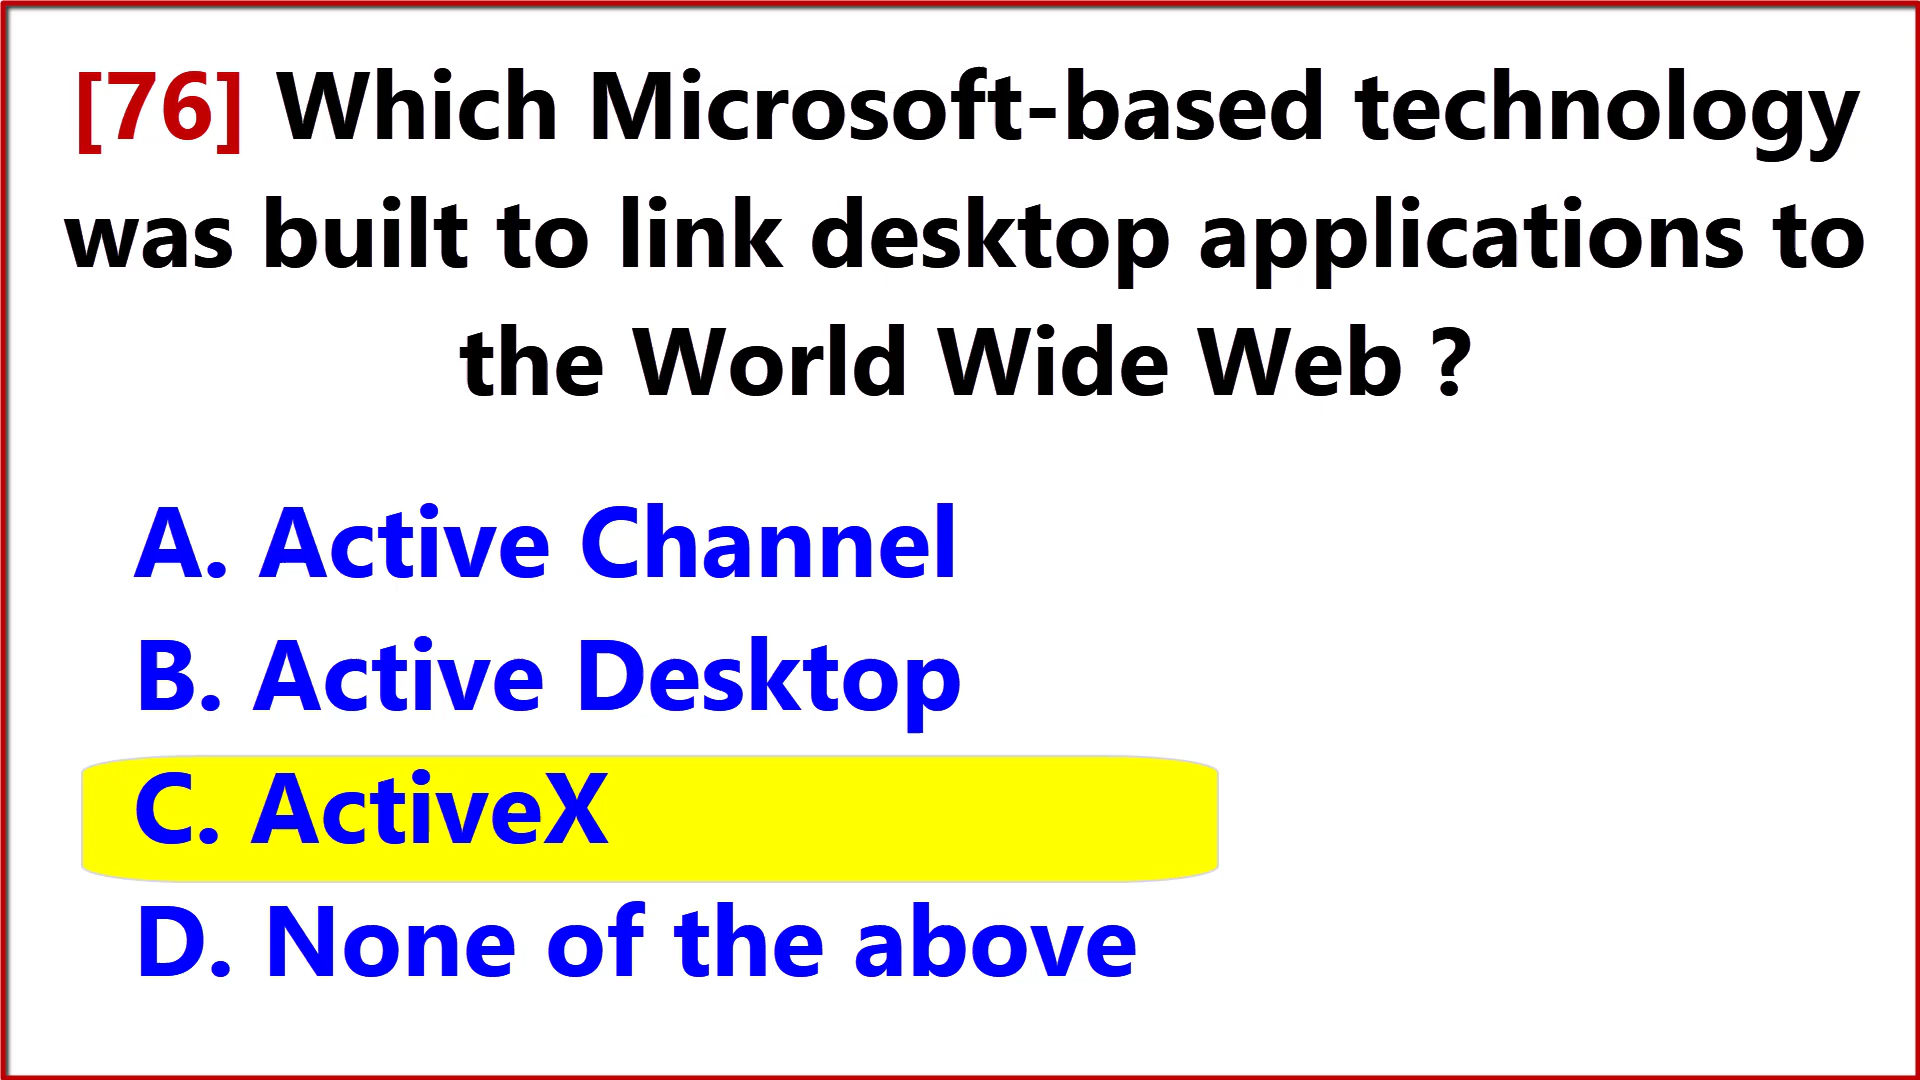 [76] Which Microsoft-based technology
was built to link desktop applications to
the World Wide Web ?
A. Active Channel
B. Active Desktop
C. ActiveX
D. None of the above